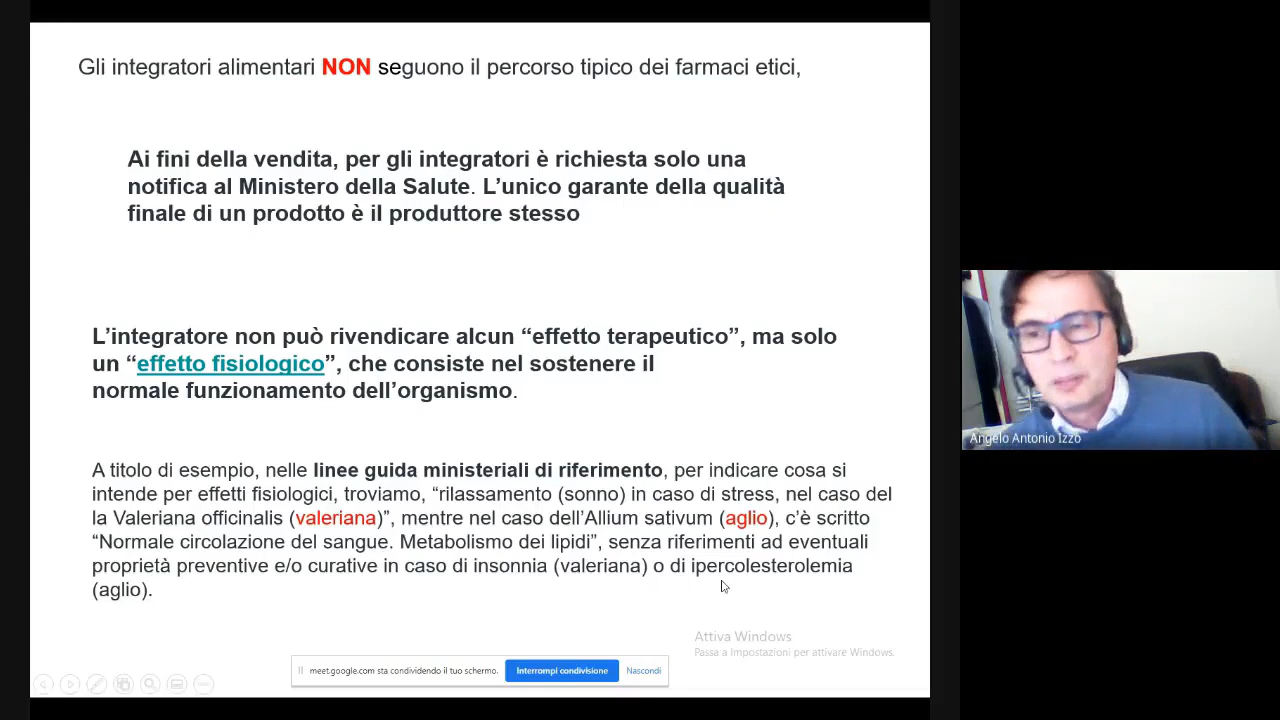 Gli integratori alimentari NON seguono il percorso tipico dei farmaci etici,
Ai fini della vendita, per gli integratori è richiesta solo una
notifica al Ministero della Salute. L’unico garante della qualità
finale di un prodotto è il produttore stesso
L’integratore non può rivendicare alcun “effetto terapeutico”, ma solo
un “effetto fisiologico”, che consiste nel sostenere il
normale funzionamento dell’organismo.
A titolo di esempio, nelle linee guida ministeriali di riferimento, per indicare cosa si
intende per effetti fisiologici, troviamo, “rilassamento (sonno) in caso di stress, nel caso del
la Valeriana officinalis (valeriana)”, mentre nel caso dell’Allium sativum (aglio), c’è scritto
“Normale circolazione del sangue. Metabolismo dei lipidi”, senza riferimenti ad eventuali
proprietà preventive e/o curative in caso di insonnia (valeriana) o di ipercolesterolemia
(aglio).
Attiva Windows
Passa a Impostazioni per attivare Windows.
meet.google.com sta condividendo il tuo schermo. Interrompi condivisione Nascondi
Angelo Antonio Izzo